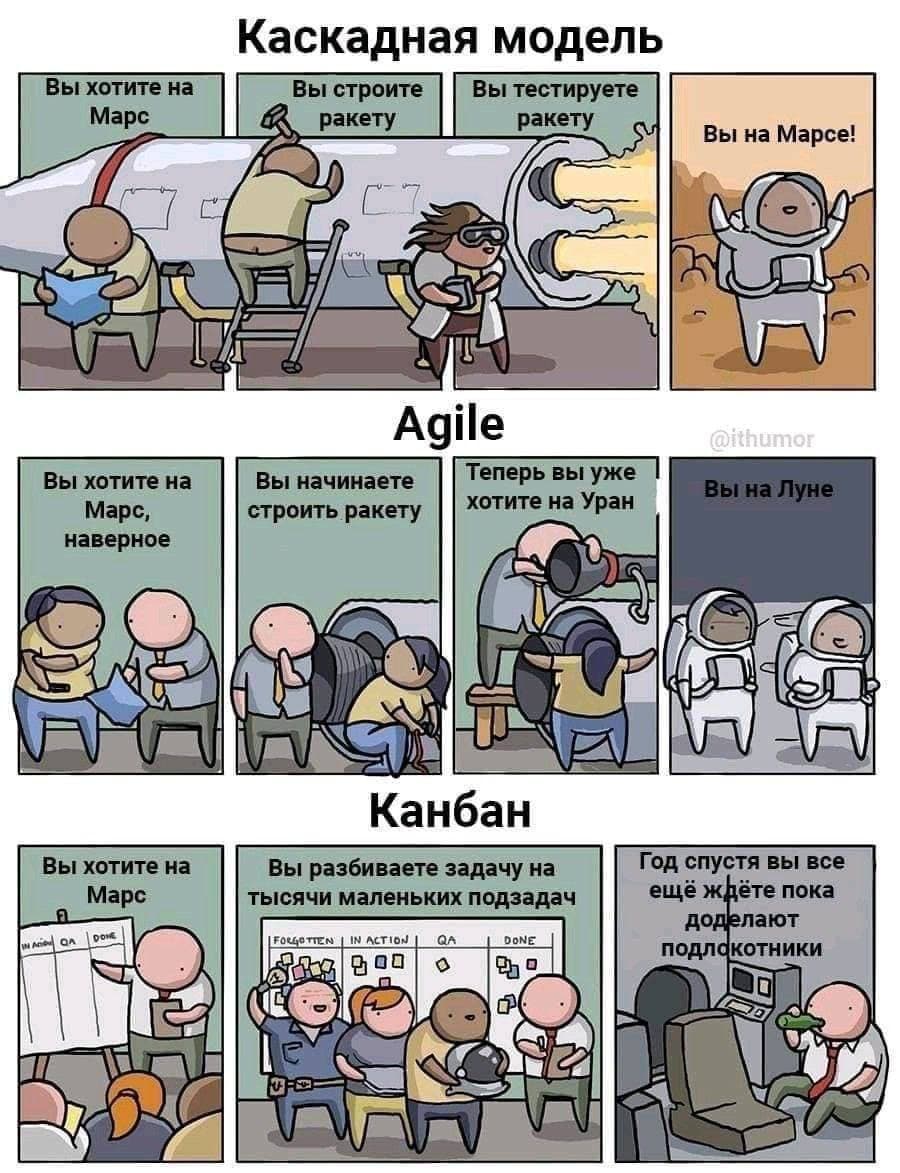 Каскадная модель
Вы хотите на
Марс
Вы строите
ракету
Вы тестируете
ракету
Вы на Марсе!
Agile
@ithumor
Вы хотите на
Марс,
наверное
Вы начинаете
строить ракету
Теперь вы уже
хотите на Уран
Вы на Луне
Канбан
Вы хотите на
Марс
IN ACTION QA DONE
Вы разбиваете задачу на
тысячи маленьких подзадач
FORGOTTEN IN ACTION QA DONE
Год спустя вы все
ещё ждёте пока
доделают
подлокотники